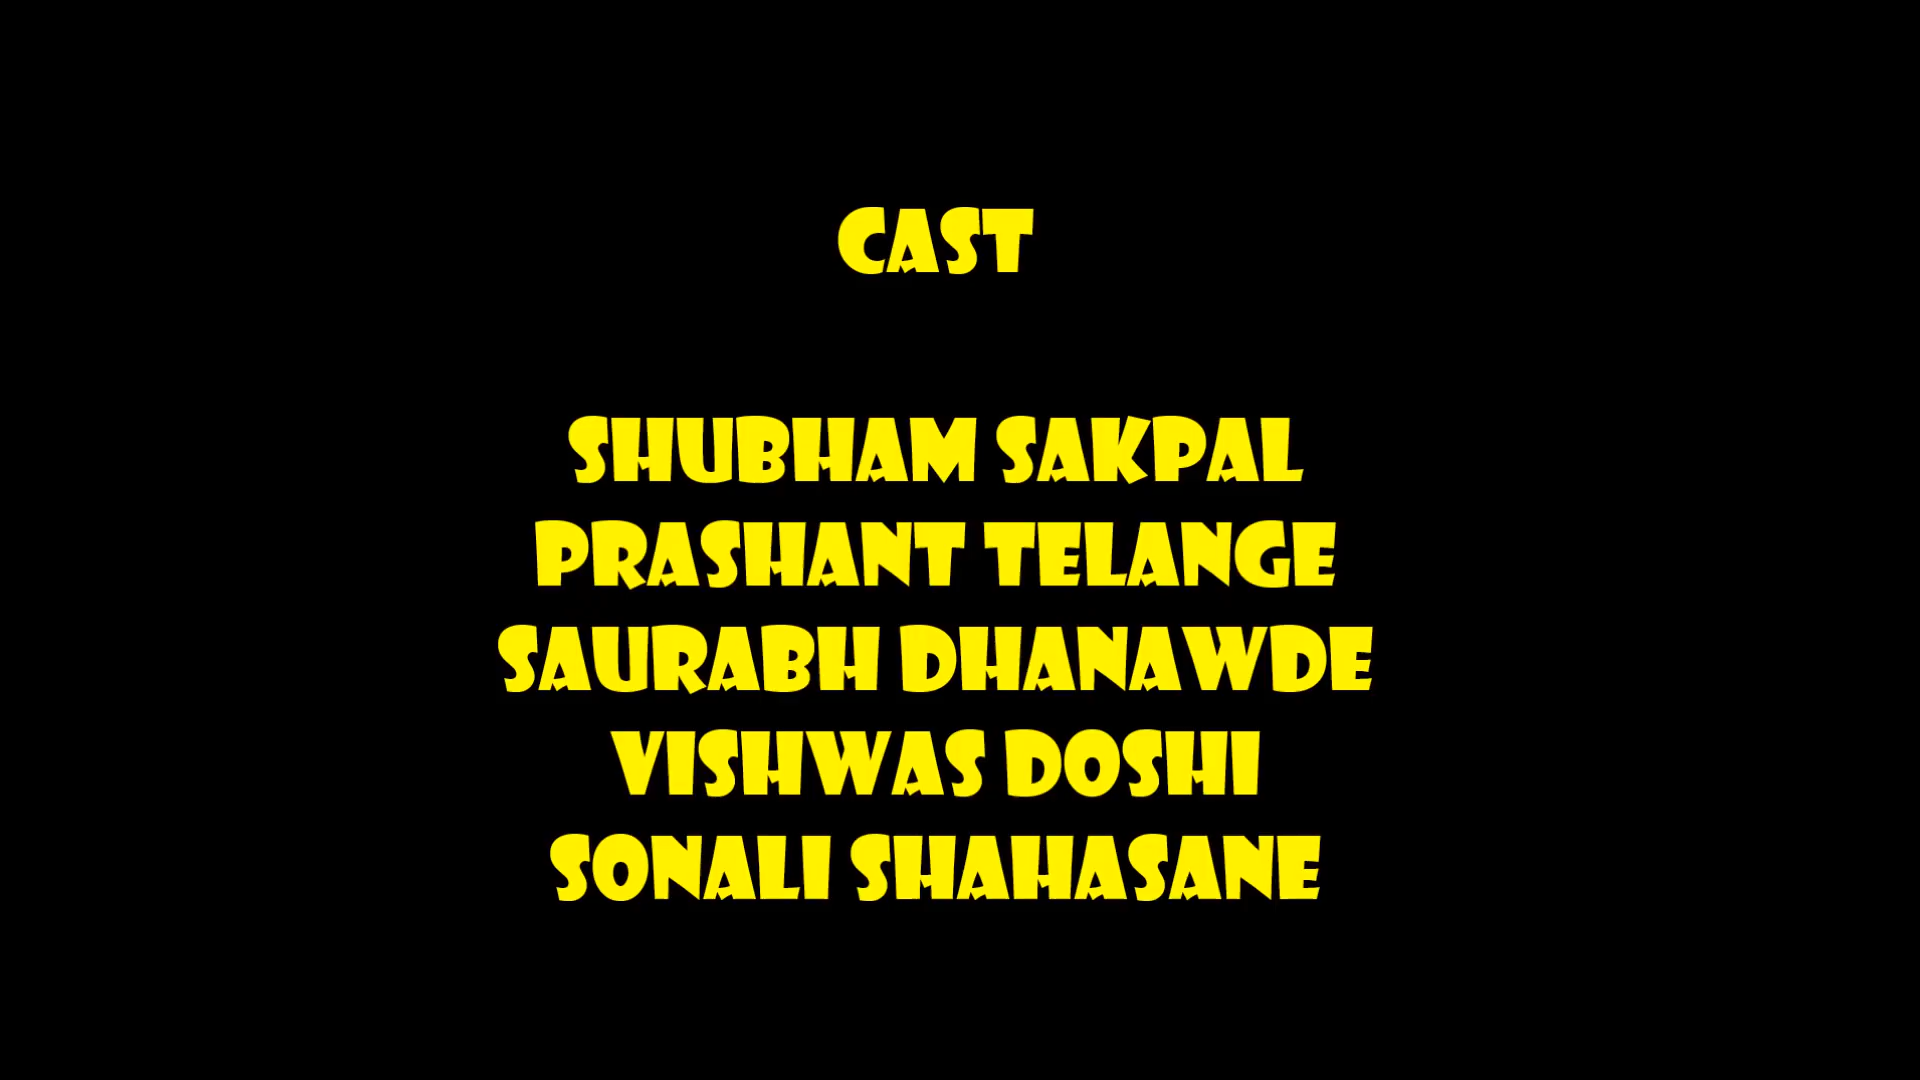 CAST
SHUBHAM SAKPAL
PRASHANT TELANGE
SAURABH DHANAWDE
VISHWAS DOSHI
SONALI SHAHASANE